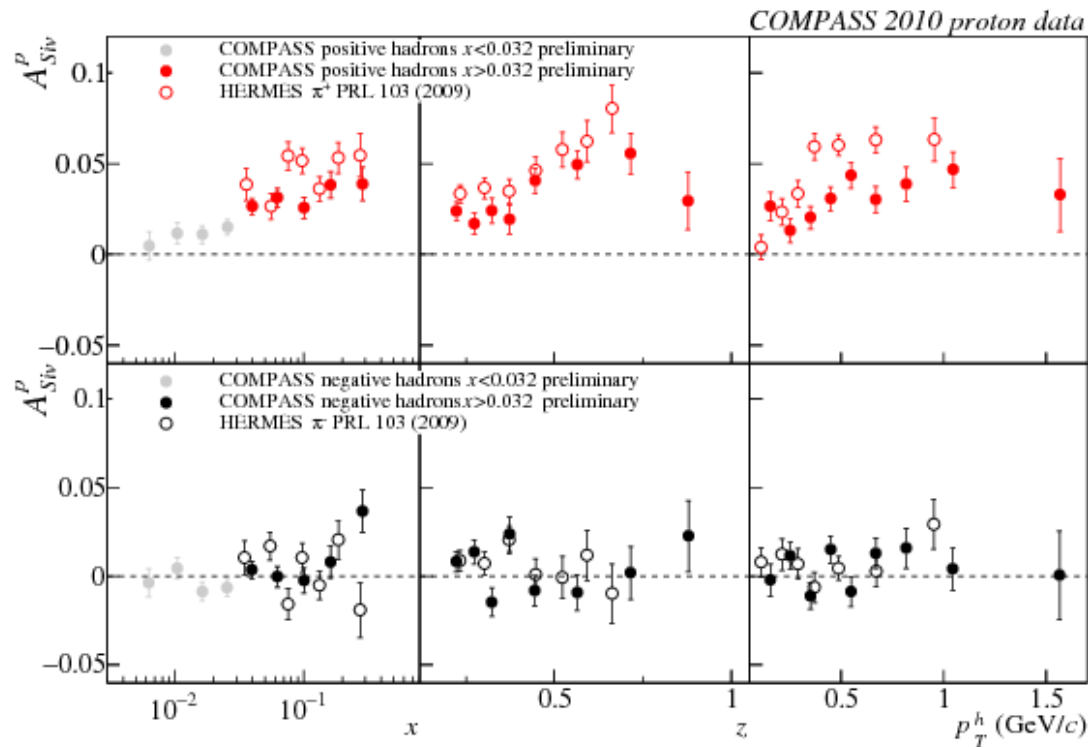 COMPASS 2010 proton data
A^p_Siv
0.1
0.05
0
−0.05
COMPASS positive hadrons x<0.032 preliminary
COMPASS positive hadrons x>0.032 preliminary
HERMES π⁺ PRL 103 (2009)
A^p_Siv
0.1
0.05
0
−0.05
COMPASS negative hadrons x<0.032 preliminary
COMPASS negative hadrons x>0.032 preliminary
HERMES π⁻ PRL 103 (2009)
10⁻² 10⁻¹ 0.5 1 0.5 1 1.5
x z p^h_T (GeV/c)